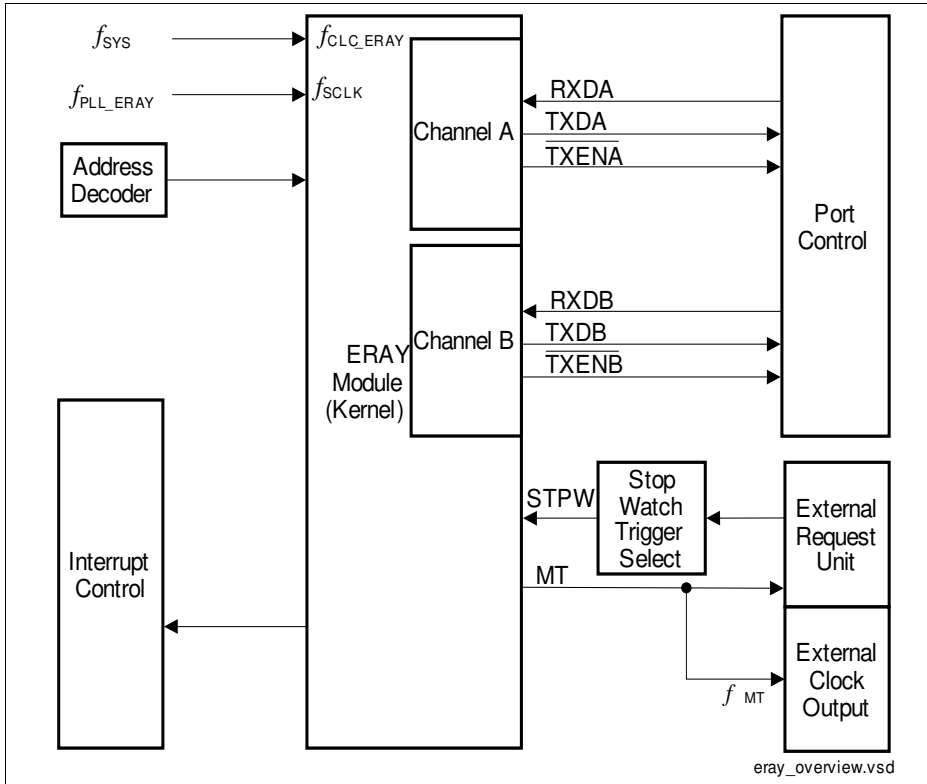 fSYS
fCLC_ERAY
fPLL_ERAY
fSCLK
Address
Decoder
Channel A
RXDA
TXDA
TXENA
Port
Control
Channel B
RXDB
TXDB
TXENB
ERAY
Module
(Kernel)
Interrupt
Control
STPW
Stop
Watch
Trigger
Select
External
Request
Unit
MT
External
Clock
Output
f MT
eray_overview.vsd